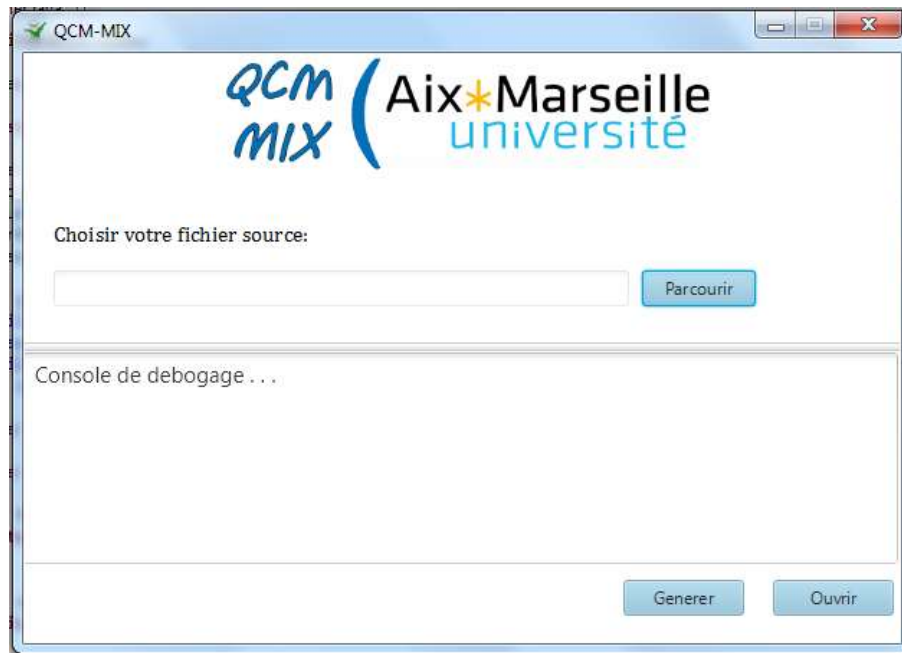 QCM-MIX
QCM
MIX
Aix*Marseille
université
Choisir votre fichier source:
Parcourir
Console de debogage . . .
Generer
Ouvrir